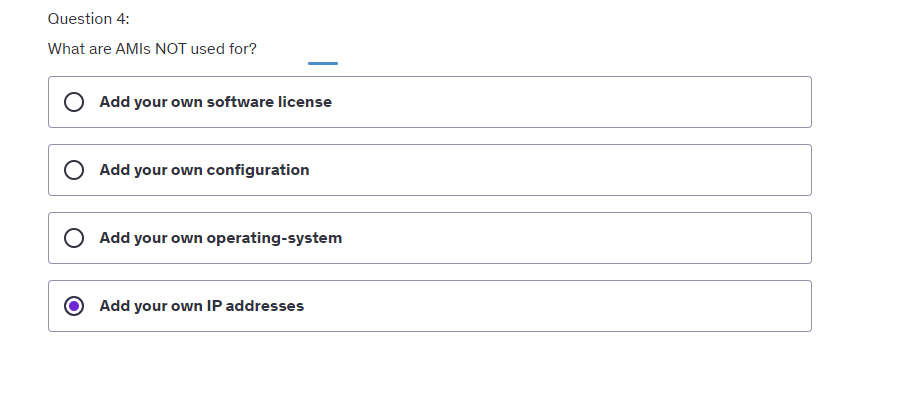 Question 4:
What are AMIs NOT used for?
Add your own software license
Add your own configuration
Add your own operating-system
Add your own IP addresses